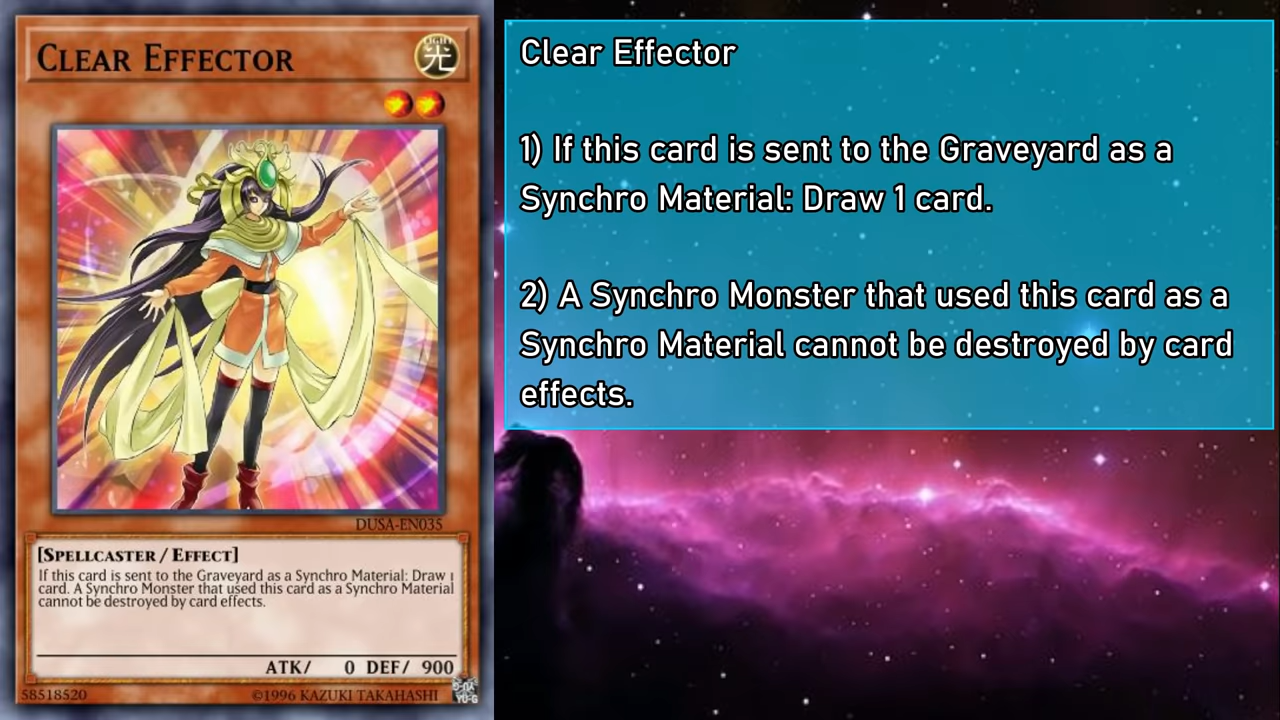 CLEAR EFFECTOR
LIGHT
光
DUSA-EN035
[SPELLCASTER / EFFECT]
If this card is sent to the Graveyard as a Synchro Material: Draw 1
card. A Synchro Monster that used this card as a Synchro Material
cannot be destroyed by card effects.
ATK/ 0 DEF/ 900
58518520
©1996 KAZUKI TAKAHASHI
Clear Effector
1) If this card is sent to the Graveyard as a
Synchro Material: Draw 1 card.
2) A Synchro Monster that used this card as a
Synchro Material cannot be destroyed by card
effects.